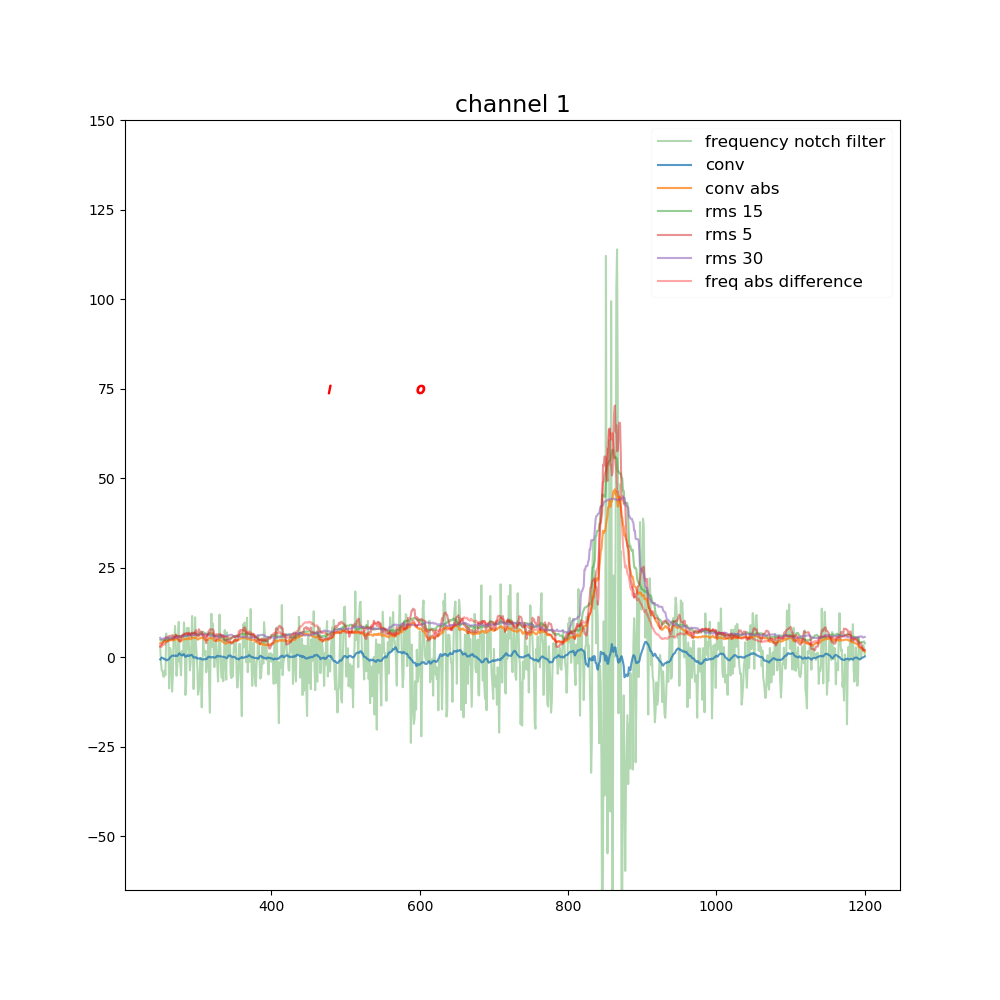 channel 1
150
125
100
75
50
25
0
−25
−50
frequency notch filter
conv
conv abs
rms 15
rms 5
rms 30
freq abs difference
I O
400 600 800 1000 1200